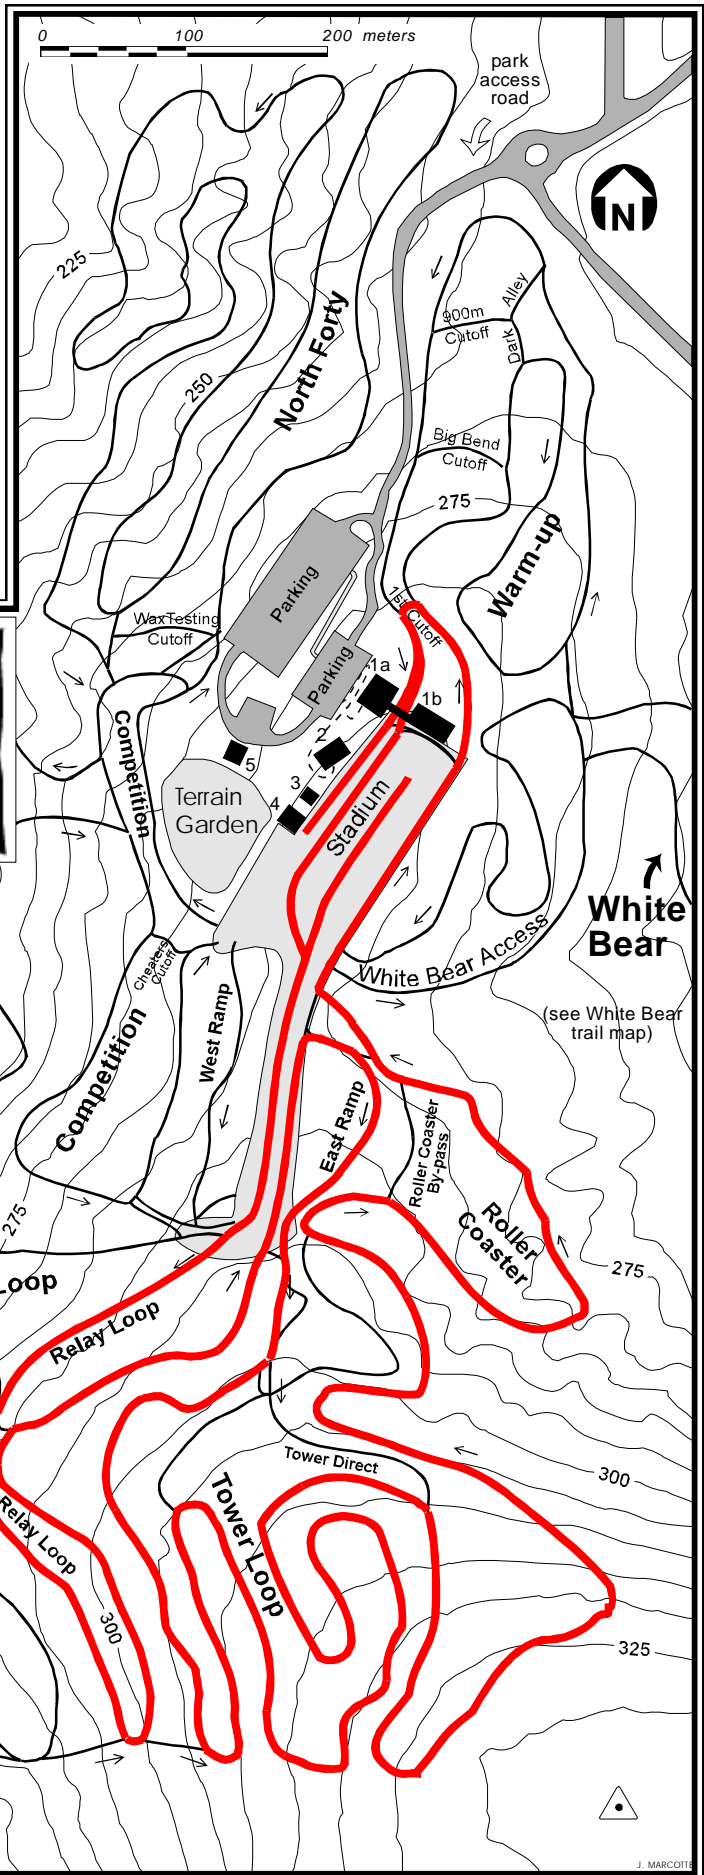 0 100 200 meters
park
access
road
N
225
Alley
900m
Cutoff
Dark
North Forty
250
Big Bend
Cutoff
275
Warm-up
Parking
1st Cutoff
WaxTesting
Cutoff
Parking
1a
1b
Competition
2
5
3
4
Terrain
Garden
Stadium
White
Bear
White Bear Access
Cheaters
Cutoff
(see White Bear
trail map)
West Ramp
Competition
East Ramp
Roller Coaster
By-pass
Roller
Coaster
275
275
Loop
Relay Loop
Tower Direct
300
Tower Loop
Relay Loop
300
325
J. MARCOTTE